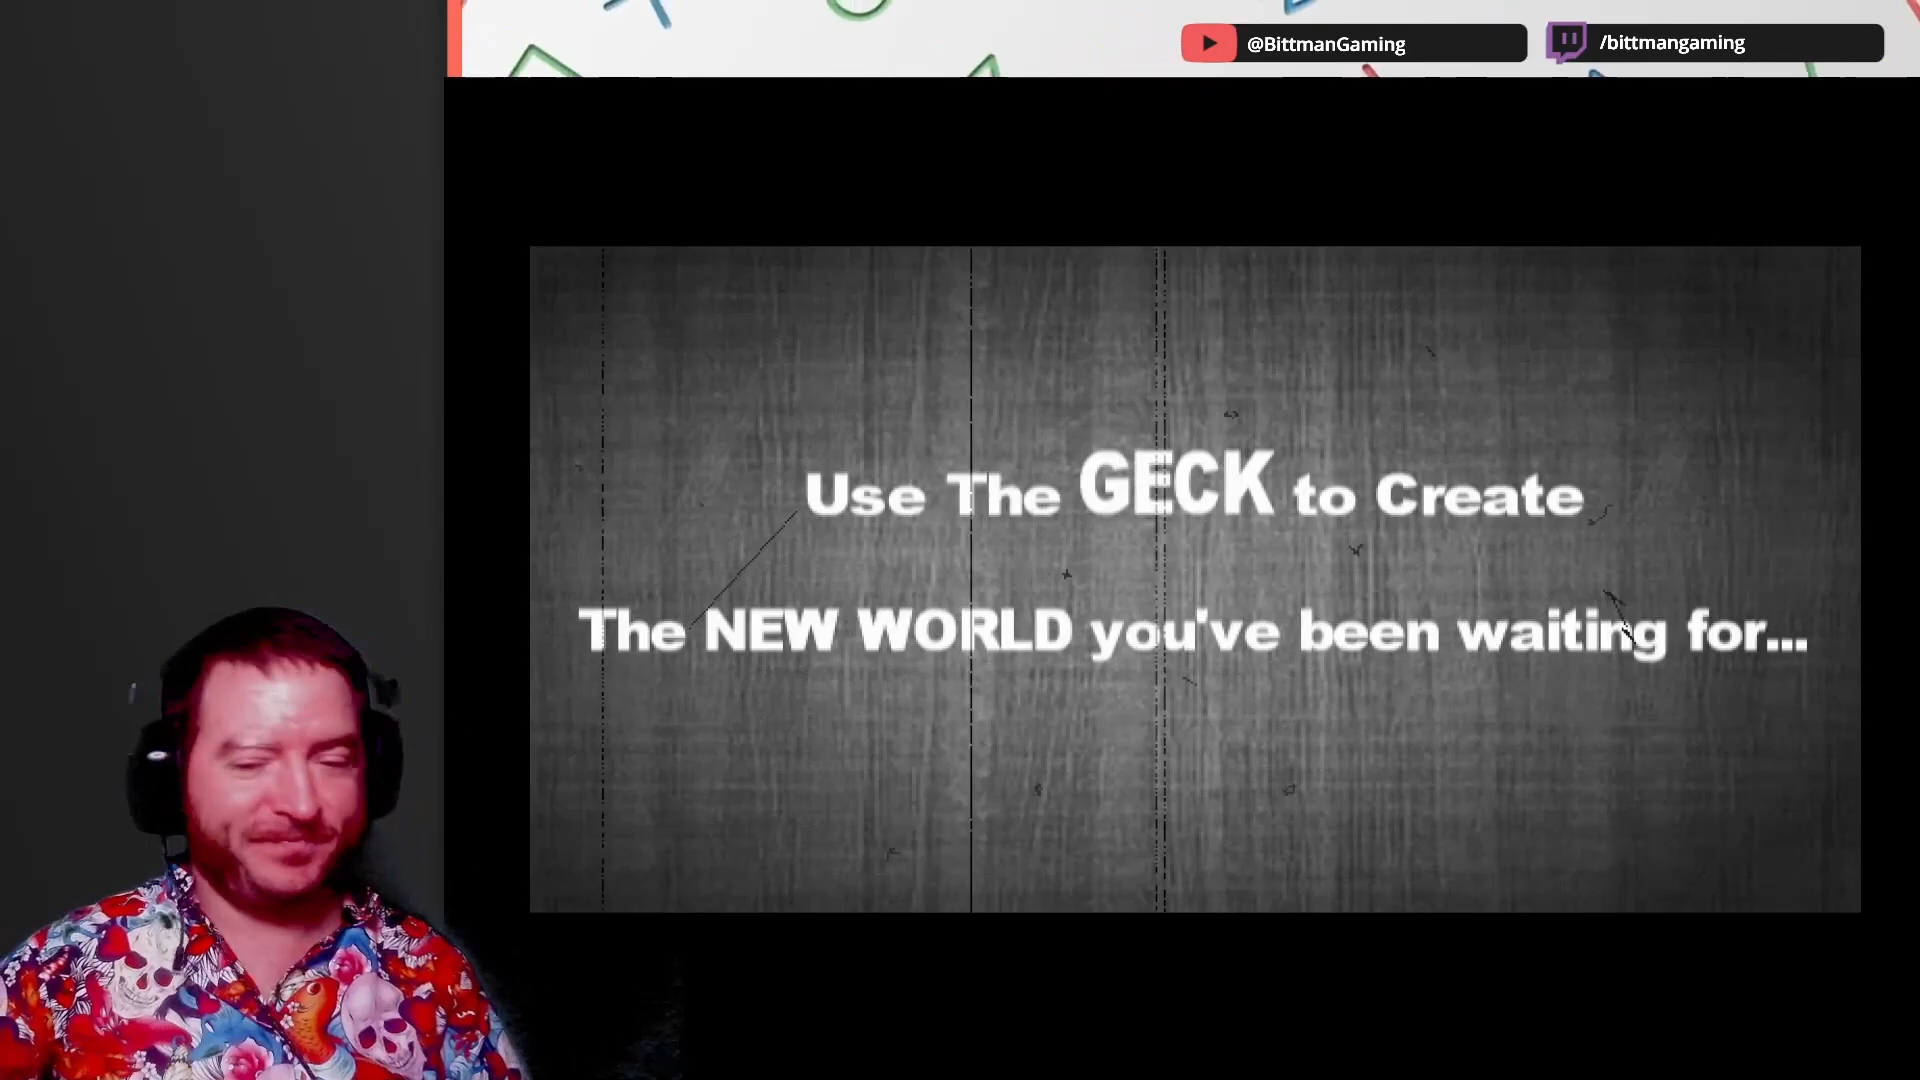 @BittmanGaming
/bittmangaming
Use The GECK to Create
The NEW WORLD you've been waiting for...